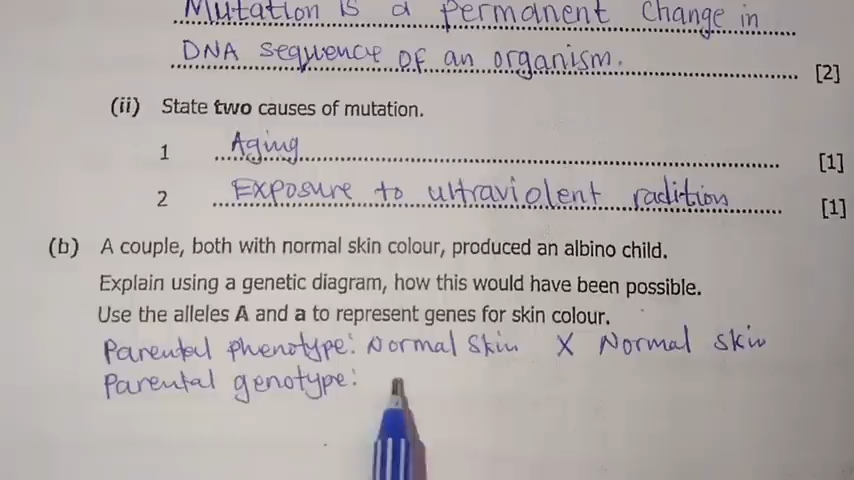 Mutation is a permanent change in
DNA sequence of an organism. [2]
(ii) State two causes of mutation.
1 Aging [1]
2 Exposure to ultraviolent radition [1]
(b) A couple, both with normal skin colour, produced an albino child.
Explain using a genetic diagram, how this would have been possible.
Use the alleles A and a to represent genes for skin colour.
Parental phenotype: Normal Skin X Normal skin
Parental genotype: